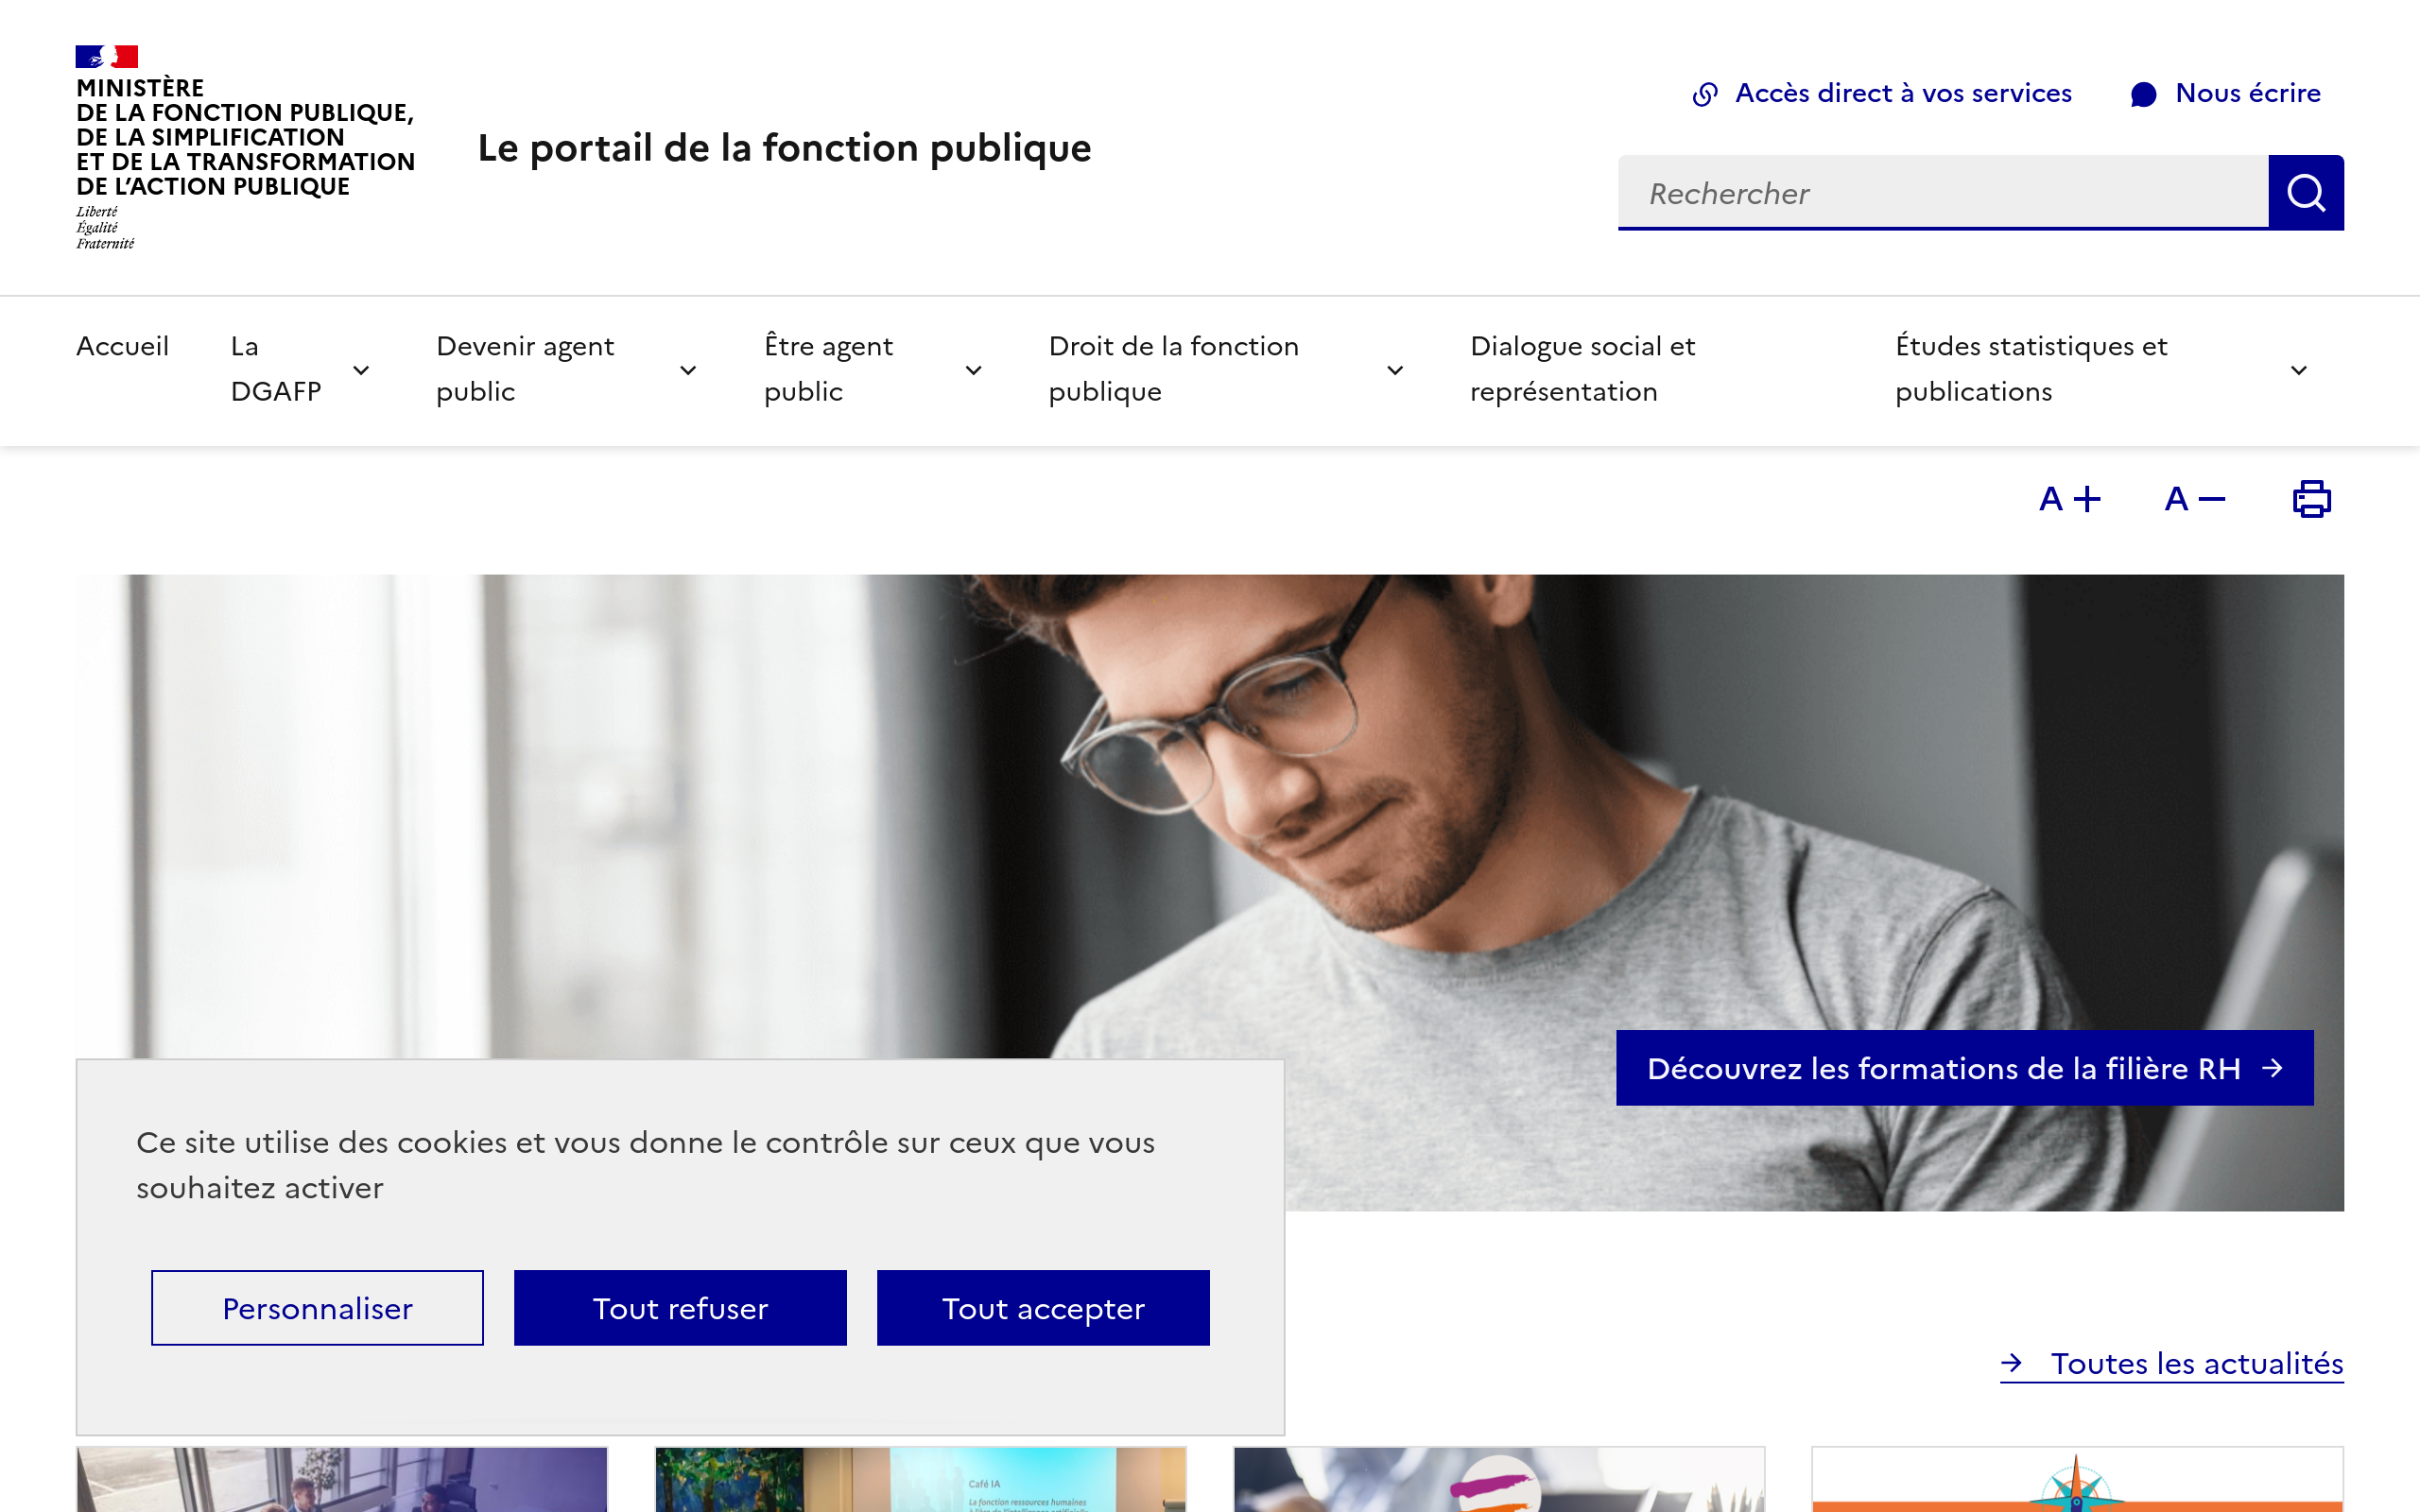 MINISTÈRE
DE LA FONCTION PUBLIQUE,
DE LA SIMPLIFICATION
ET DE LA TRANSFORMATION
DE L’ACTION PUBLIQUE
Liberté
Égalité
Fraternité
Le portail de la fonction publique
Accès direct à vos services
Nous écrire
Rechercher
Accueil
La
DGAFP
Devenir agent
public
Être agent
public
Droit de la fonction
publique
Dialogue social et
représentation
Études statistiques et
publications
A +
A −
Découvrez les formations de la filière RH
Ce site utilise des cookies et vous donne le contrôle sur ceux que vous
souhaitez activer
Personnaliser
Tout refuser
Tout accepter
Toutes les actualités
Café IA
La fonction ressources humaines